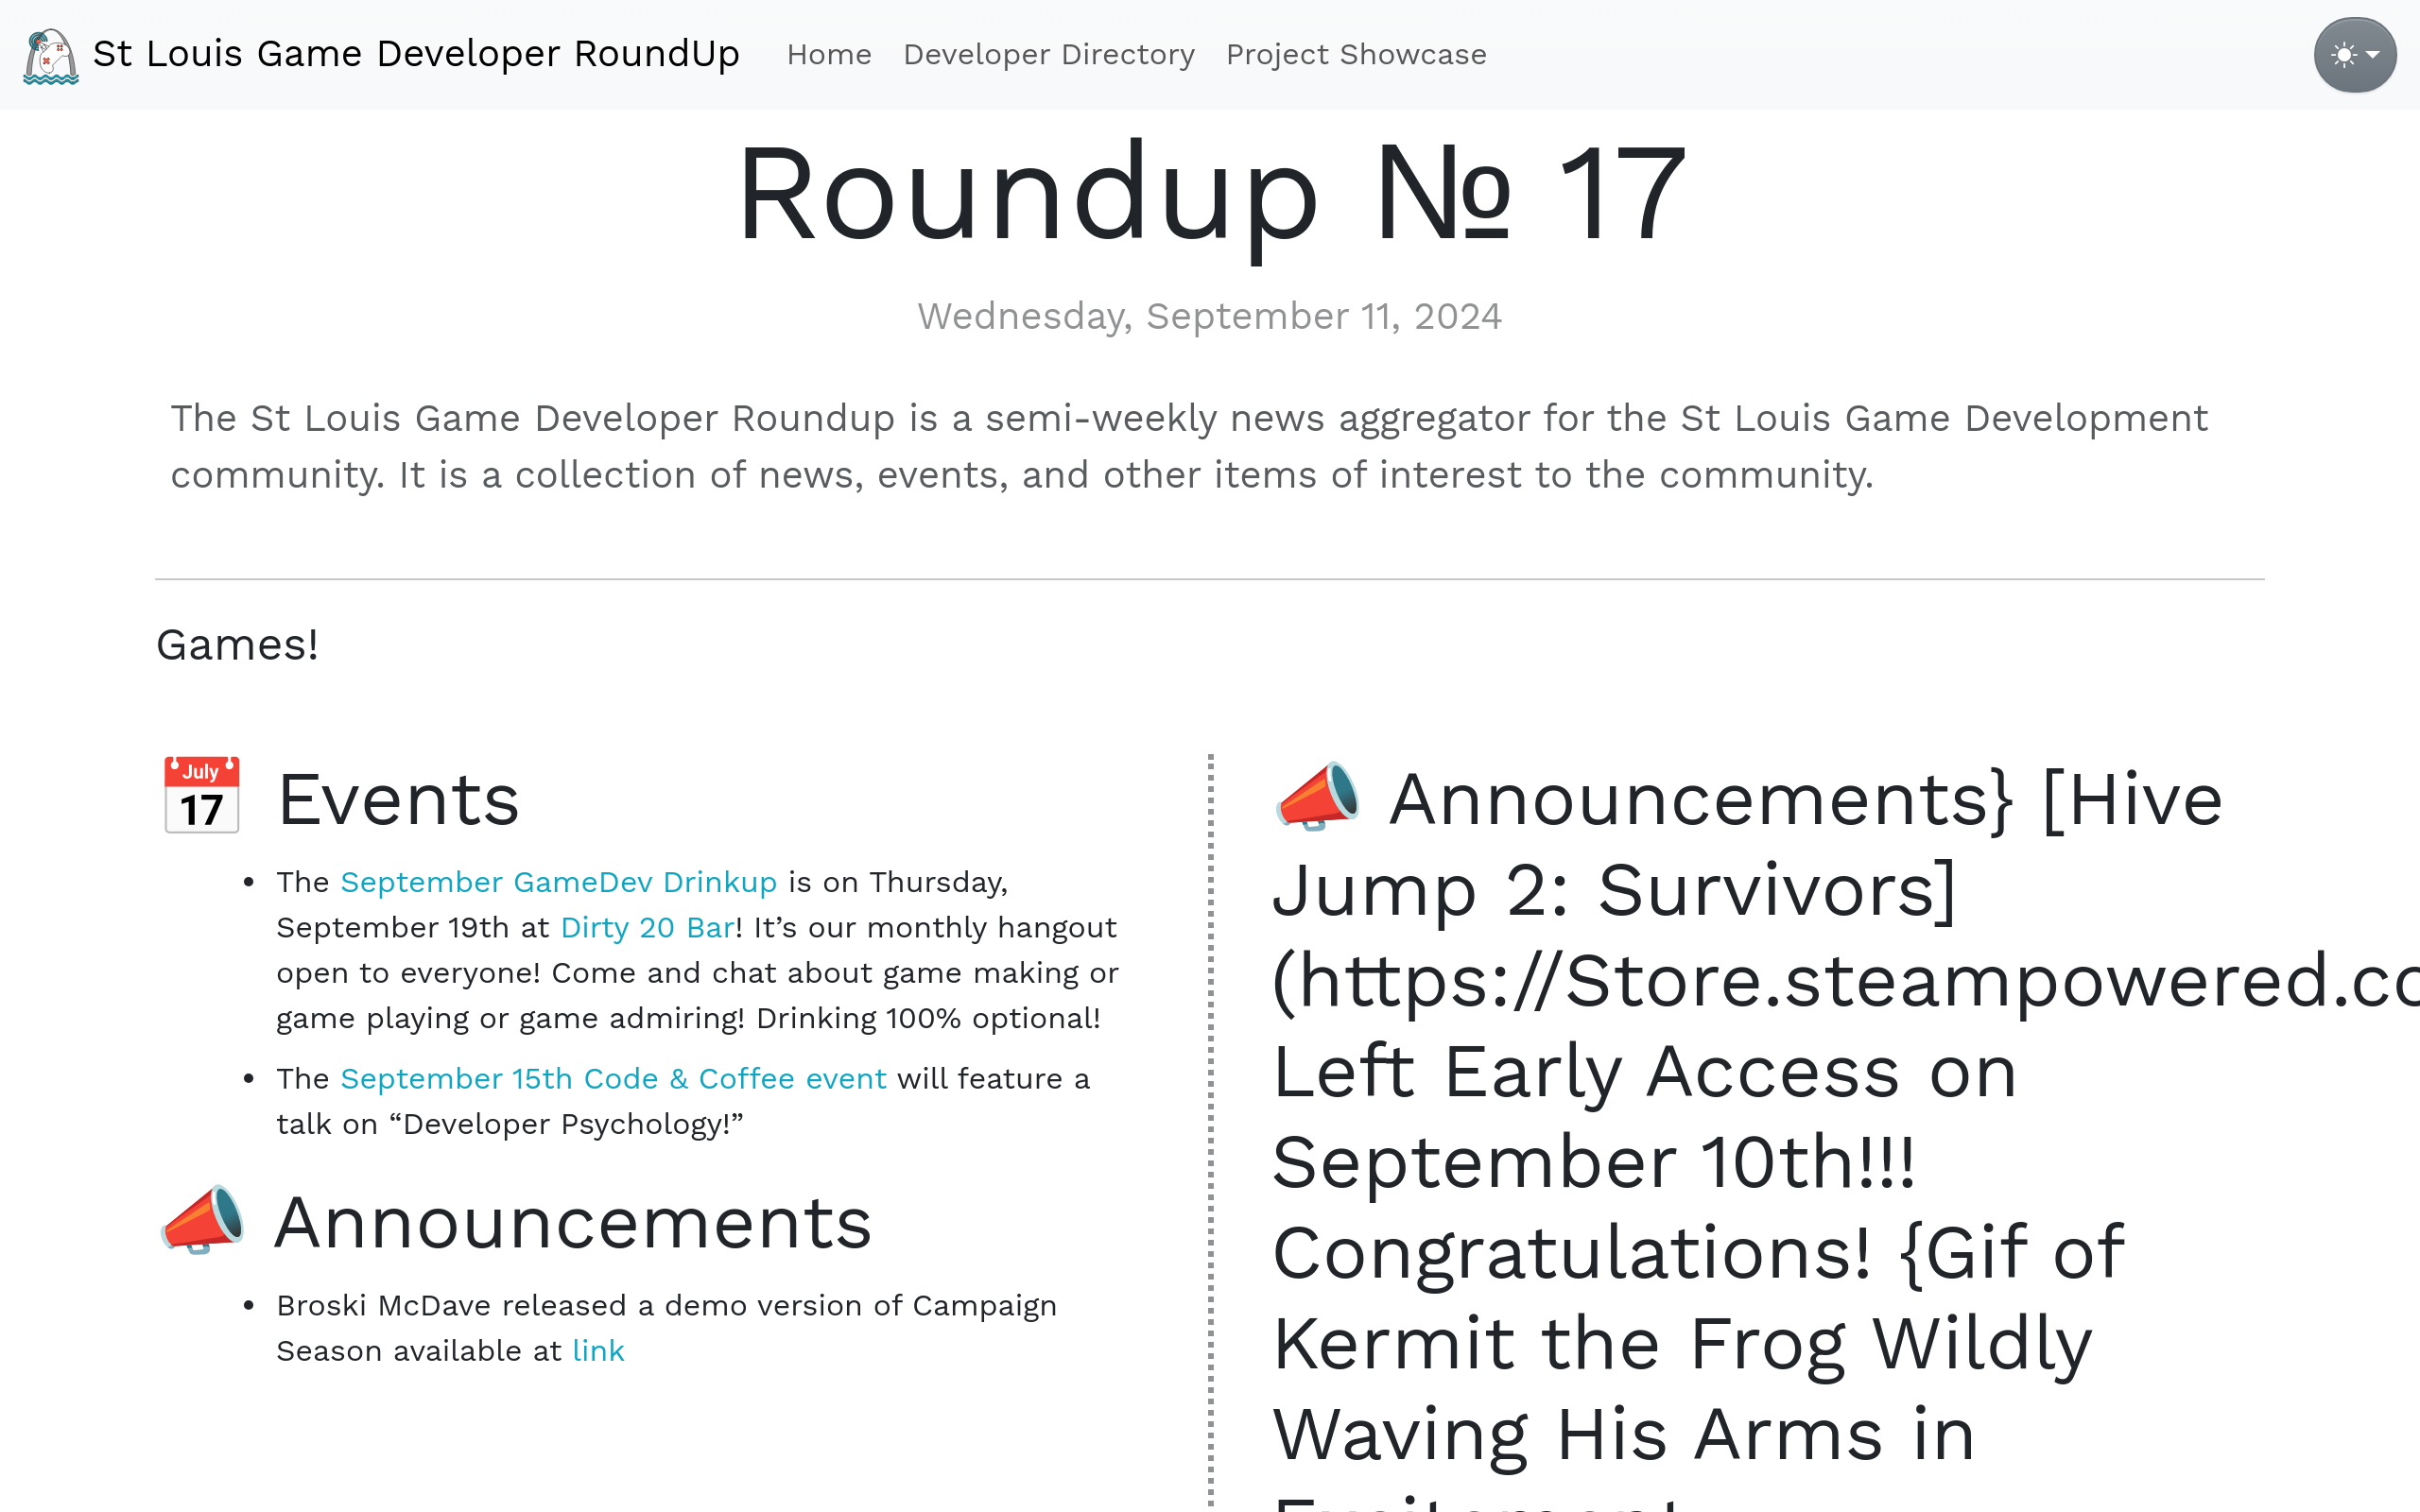 St Louis Game Developer RoundUp
Home
Developer Directory
Project Showcase
Roundup № 17
Wednesday, September 11, 2024
The St Louis Game Developer Roundup is a semi-weekly news aggregator for the St Louis Game Development
community. It is a collection of news, events, and other items of interest to the community.
Games!
July
17
Events
The September GameDev Drinkup is on Thursday,
September 19th at Dirty 20 Bar! It’s our monthly hangout
open to everyone! Come and chat about game making or
game playing or game admiring! Drinking 100% optional!
The September 15th Code & Coffee event will feature a
talk on “Developer Psychology!”
Announcements
Broski McDave released a demo version of Campaign
Season available at link
Announcements} [Hive
Jump 2: Survivors]
(https://Store.steampowered.co
Left Early Access on
September 10th!!!
Congratulations! {Gif of
Kermit the Frog Wildly
Waving His Arms in